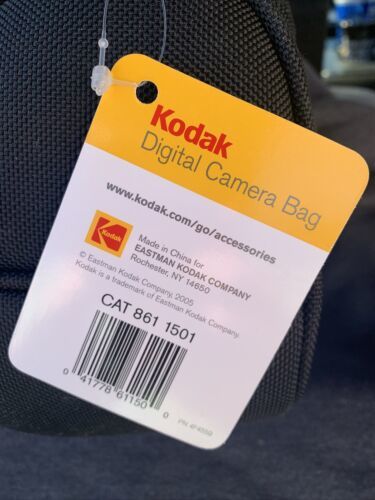 Kodak
Digital Camera Bag
www.kodak.com/go/accessories
Kodak
Made in China for
EASTMAN KODAK COMPANY
Rochester, NY 14650
© Eastman Kodak Company, 2005
Kodak is a trademark of Eastman Kodak Company.
CAT 861 1501
0 41778 61150 0